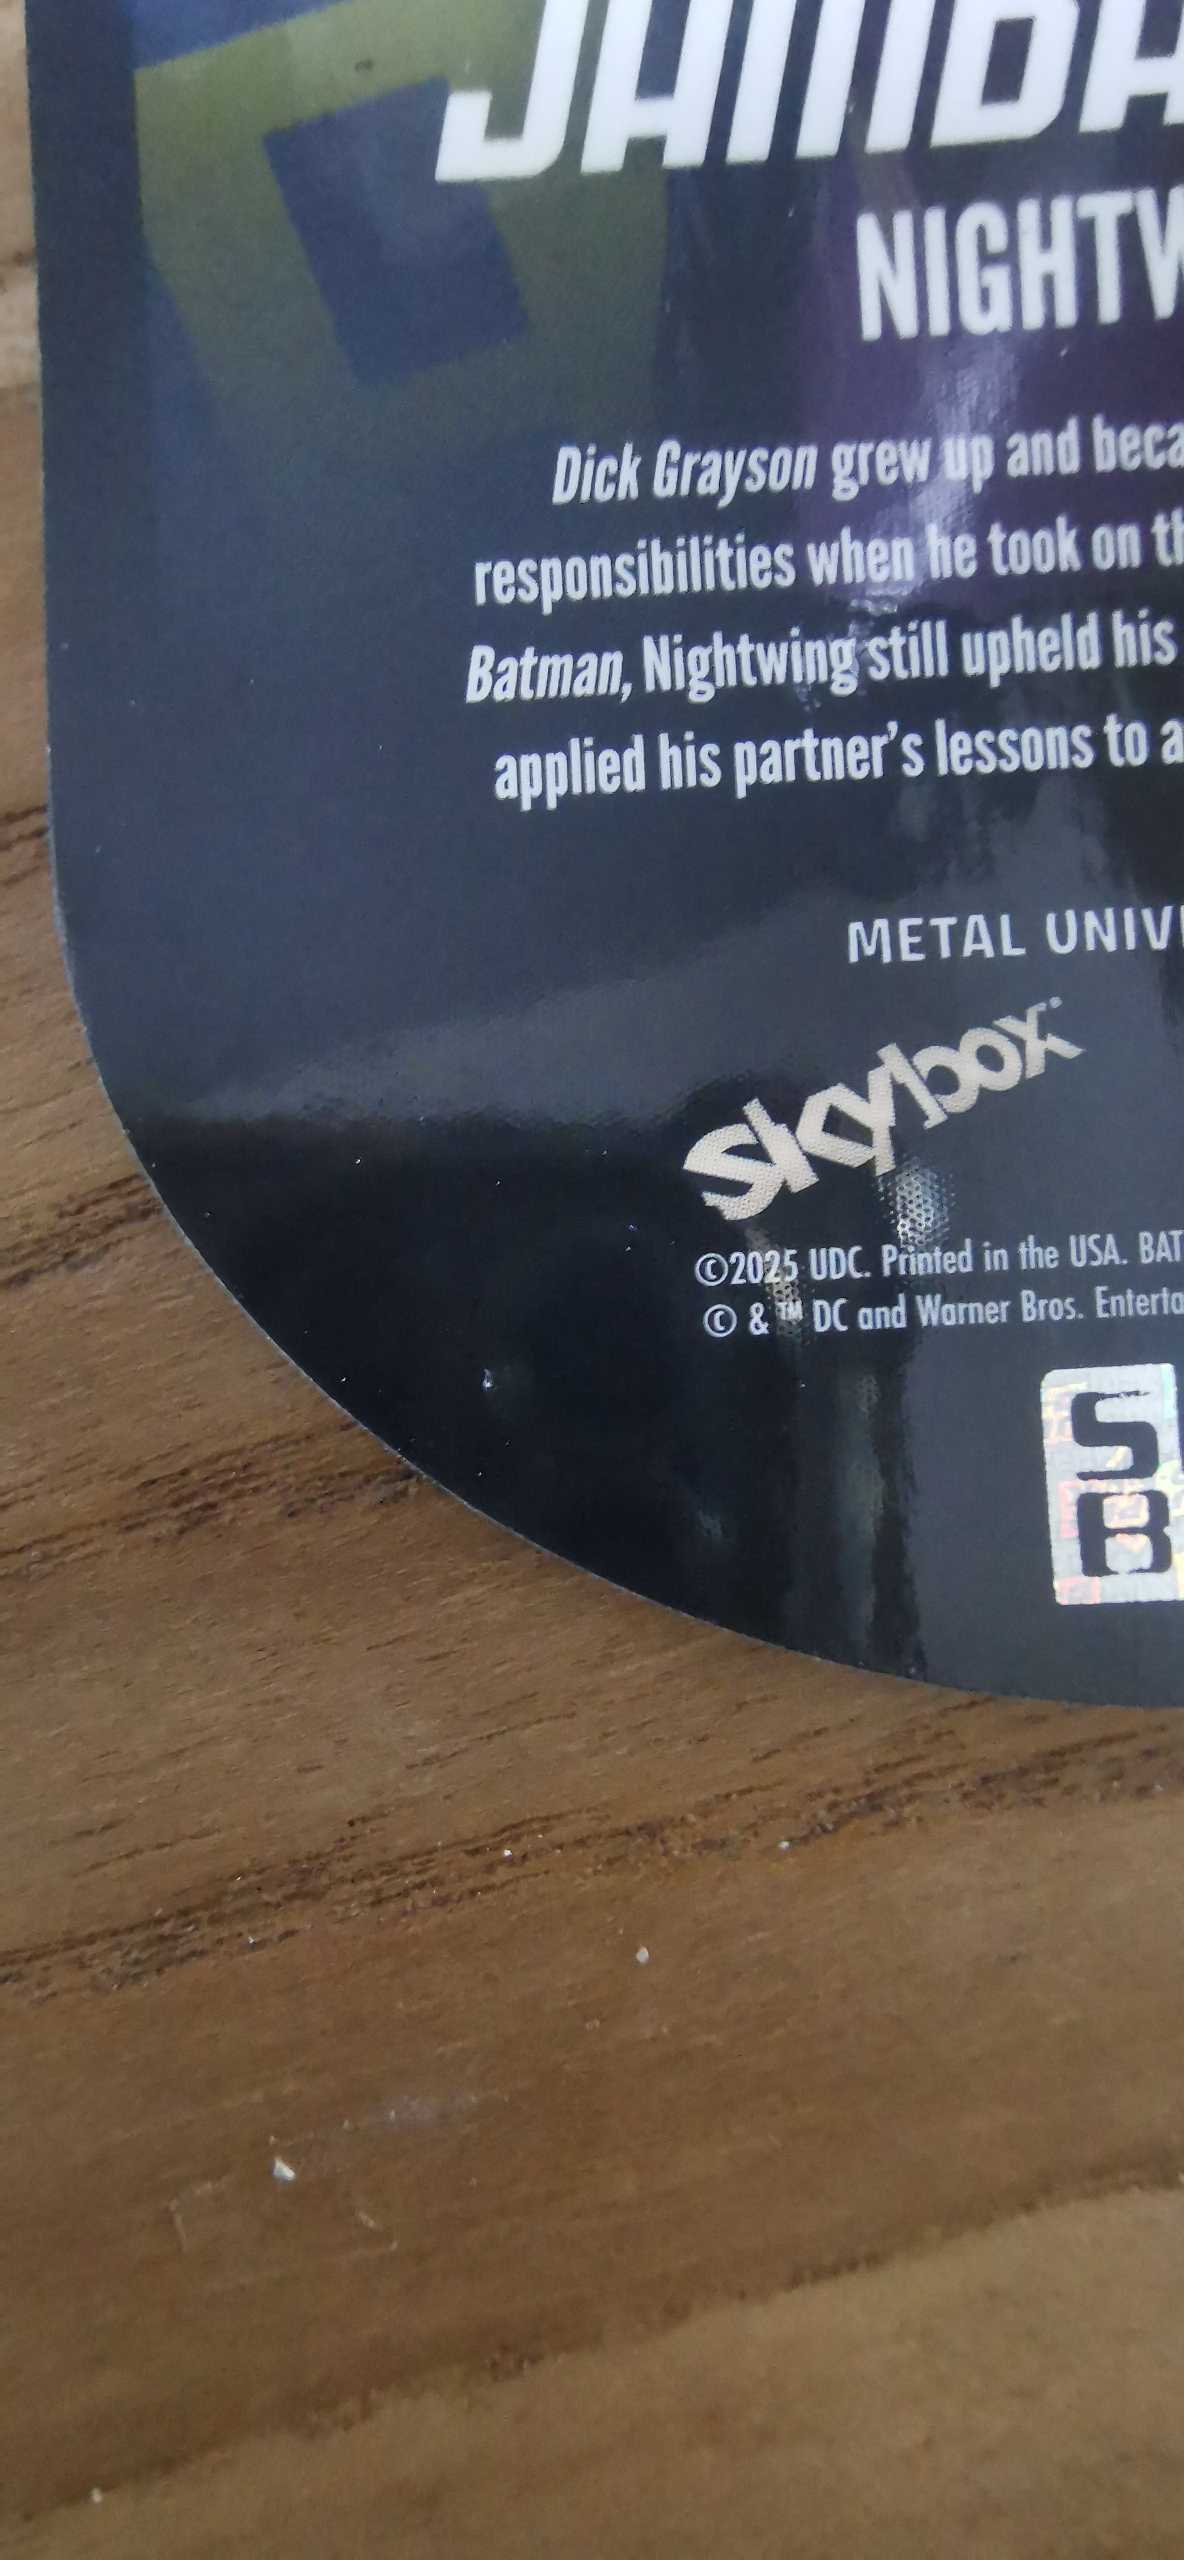 NIGHTW
Dick Grayson grew up and beca
responsibilities when he took on th
Batman, Nightwing still upheld his
applied his partner's lessons to a
METAL UNIV
Skybox
©2025 UDC. Printed in the USA. BAT
© & ™ DC and Warner Bros. Enterta
SB